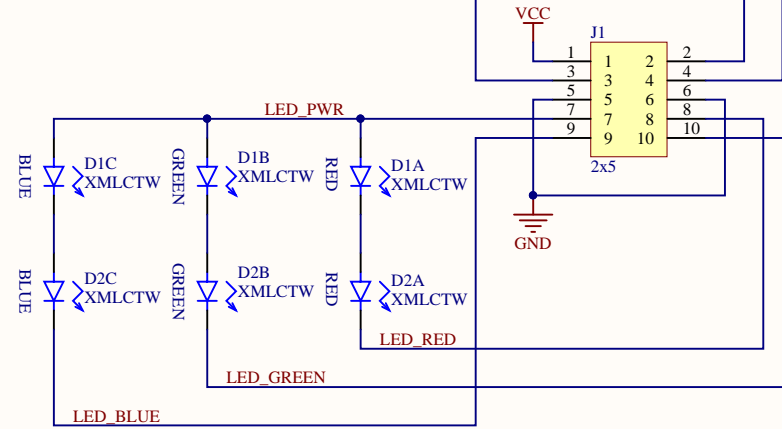 VCC
J1
1 1 2 2
3 3 4 4
5 5 6 6
7 7 8 8
9 9 10 10
2x5
GND
LED_PWR
BLUE
D1C
XMLCTW
GREEN
D1B
XMLCTW
RED
D1A
XMLCTW
BLUE
D2C
XMLCTW
GREEN
D2B
XMLCTW
RED
D2A
XMLCTW
LED_RED
LED_GREEN
LED_BLUE